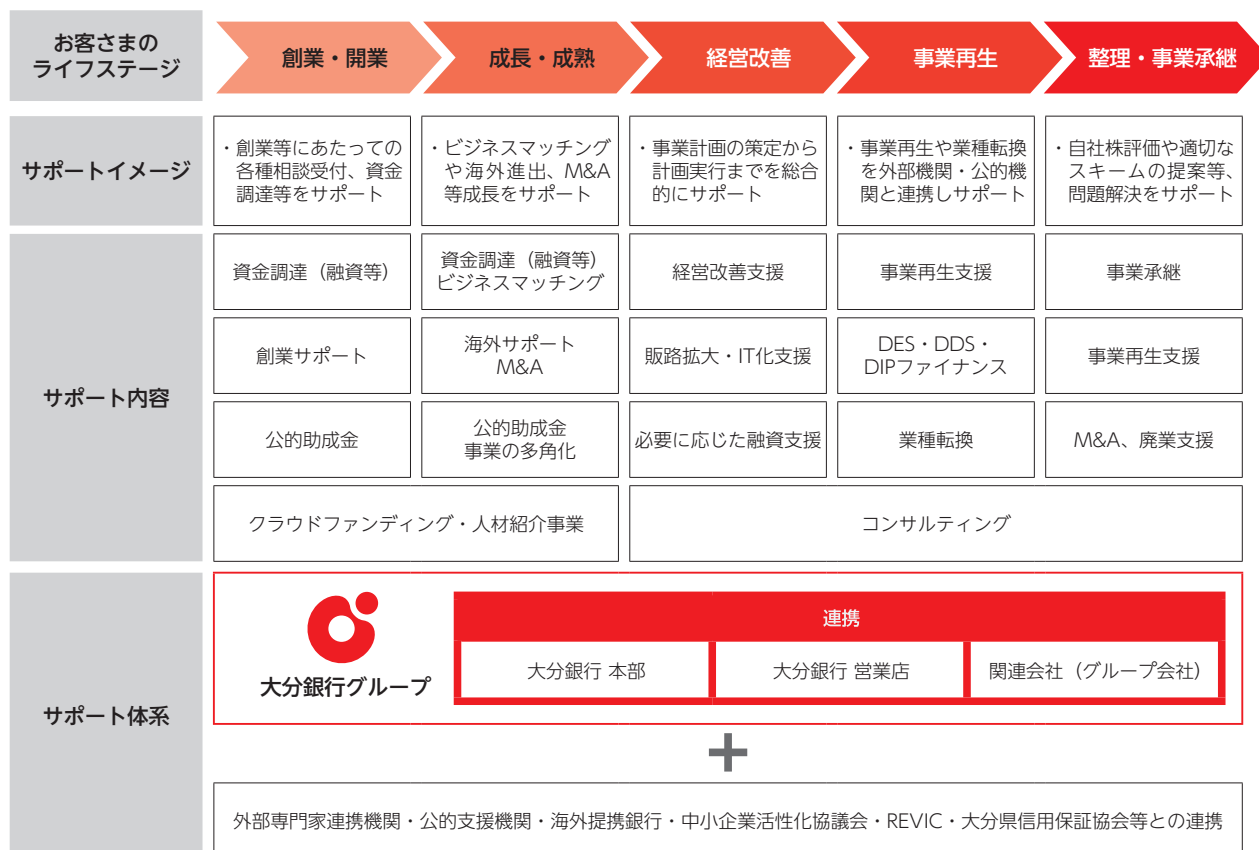 お客さまの
ライフステージ
創業・開業
成長・成熟
経営改善
事業再生
整理・事業承継
サポートイメージ
・創業等にあたっての
各種相談受付、資金
調達等をサポート
・ビジネスマッチング
や海外進出、M&A
等成長をサポート
・事業計画の策定から
計画実行までを総合
的にサポート
・事業再生や業種転換
を外部機関・公的機
関と連携しサポート
・自社株評価や適切な
スキームの提案等、
問題解決をサポート
サポート内容
資金調達（融資等）
資金調達（融資等）
ビジネスマッチング
経営改善支援
事業再生支援
事業承継
創業サポート
海外サポート
M&A
販路拡大・IT化支援
DES・DDS・
DIPファイナンス
事業再生支援
公的助成金
公的助成金
事業の多角化
必要に応じた融資支援
業種転換
M&A、廃業支援
クラウドファンディング・人材紹介事業
コンサルティング
サポート体系
大分銀行グループ
連携
大分銀行 本部
大分銀行 営業店
関連会社（グループ会社）
+
外部専門家連携機関・公的支援機関・海外提携銀行・中小企業活性化協議会・REVIC・大分県信用保証協会等との連携